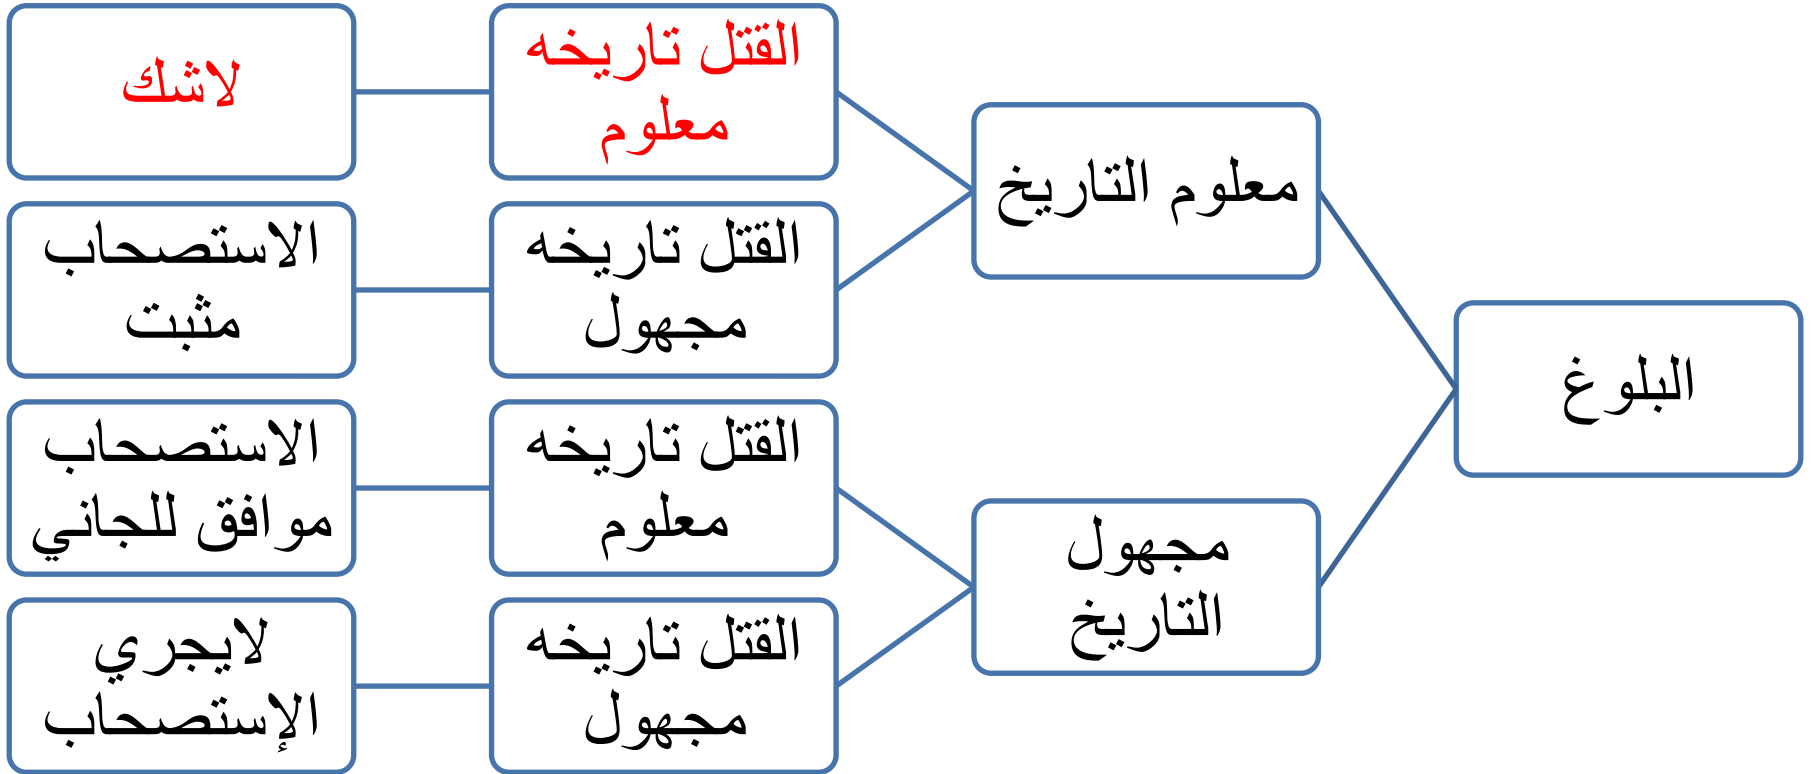 البلوغ
معلوم التاريخ
القتل تاريخه
معلوم
لاشك
القتل تاريخه
مجهول
الاستصحاب
مثبت
مجهول
التاريخ
القتل تاريخه
معلوم
الاستصحاب
موافق للجاني
القتل تاريخه
مجهول
لايجري
الإستصحاب